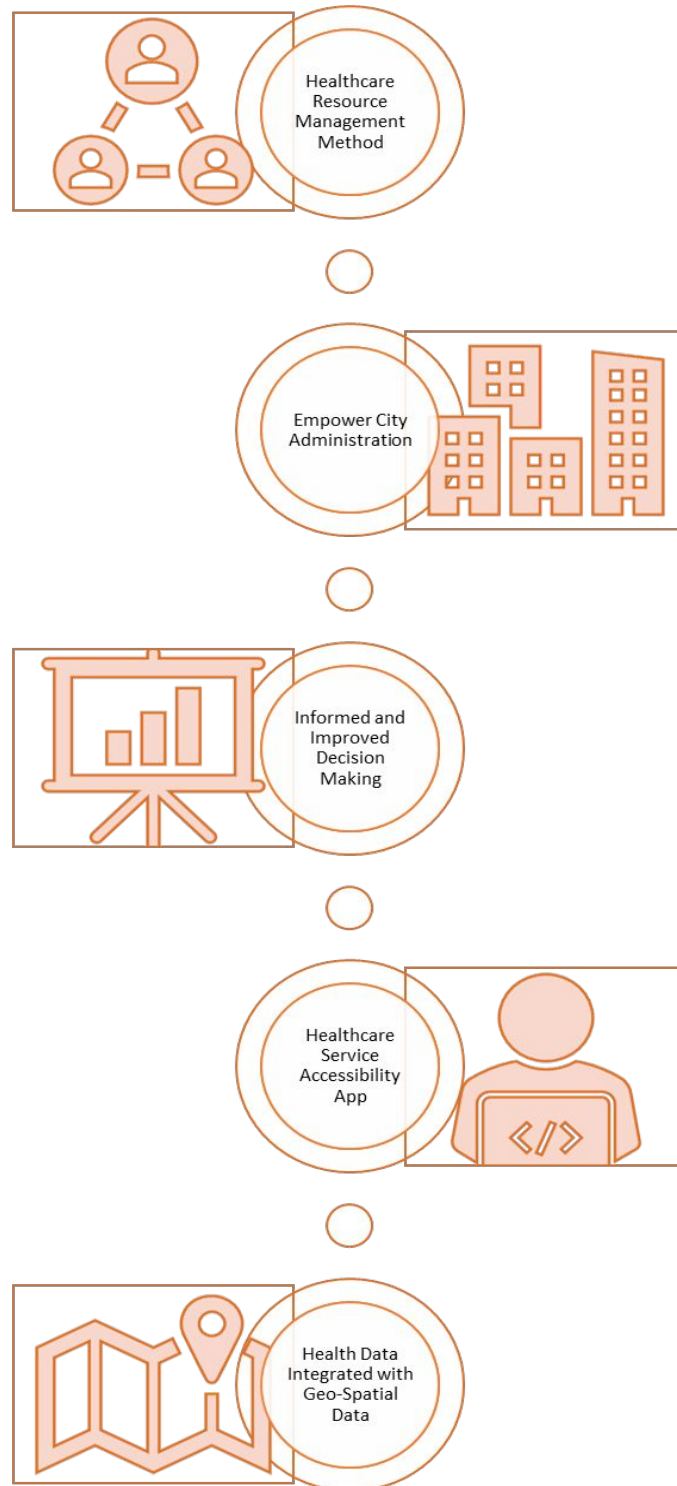 Healthcare
Resource
Management
Method
Empower City
Administration
Informed and
Improved
Decision
Making
Healthcare
Service
Accessibility
App
</>
Health Data
Integrated with
Geo-Spatial
Data